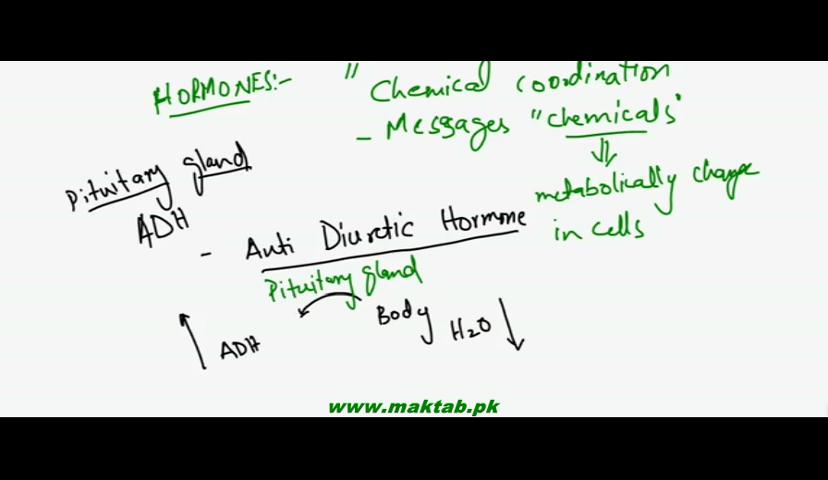 HORMONES:-
" Chemical coordination
- Messages "chemicals"
⇓
metabolically change
in cells
Pituitary gland
ADH
- Anti Diuretic Hormone
Pituitary gland
Body H2O ↓
↑ ADH
www.maktab.pk